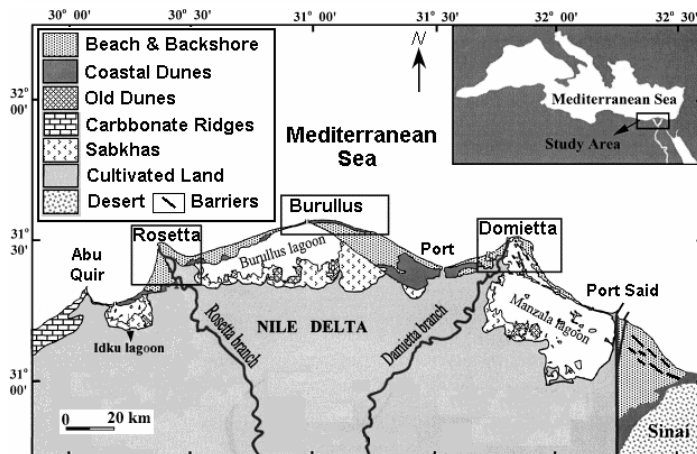 30° 00' 30° 30' 31° 00' 31° 50' 32° 00' 32° 30'
N
Beach & Backshore
Coastal Dunes
Old Dunes
Carbbonate Ridges
Sabkhas
Cultivated Land
Desert Barriers
Mediterranean Sea
Study Area
32°
00'
Mediterranean
Sea
Burullus
Rosetta
Domietta
31°
30'
Abu
Quir
Burullus lagoon
Port
Port Said
Manzala lagoon
Idku lagoon
Rosetta branch
NILE DELTA
Damietta branch
31°
00'
0 20 km
Sinai